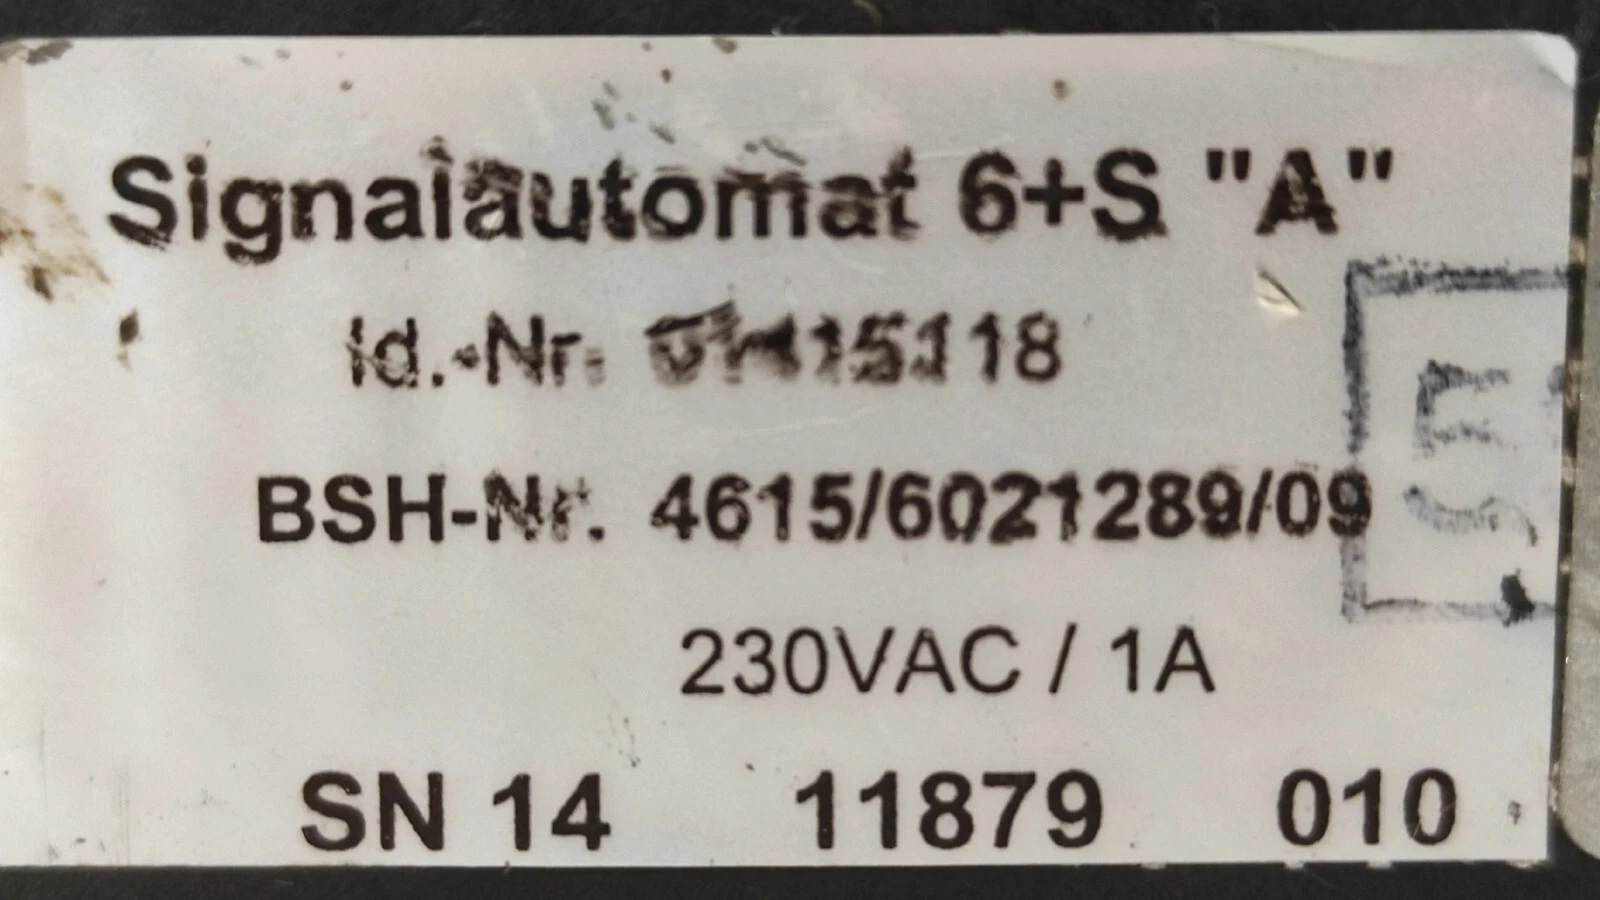 Signalautomat 6+S "A"
Id.-Nr.
BSH-Nr. 4615/6021289/09
230VAC / 1A
SN 14 11879 010